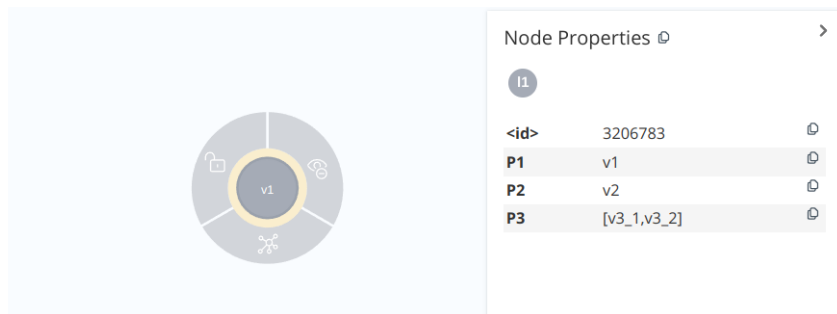 Node Properties
l1
<id> 3206783
P1 v1
P2 v2
P3 [v3_1,v3_2]
v1